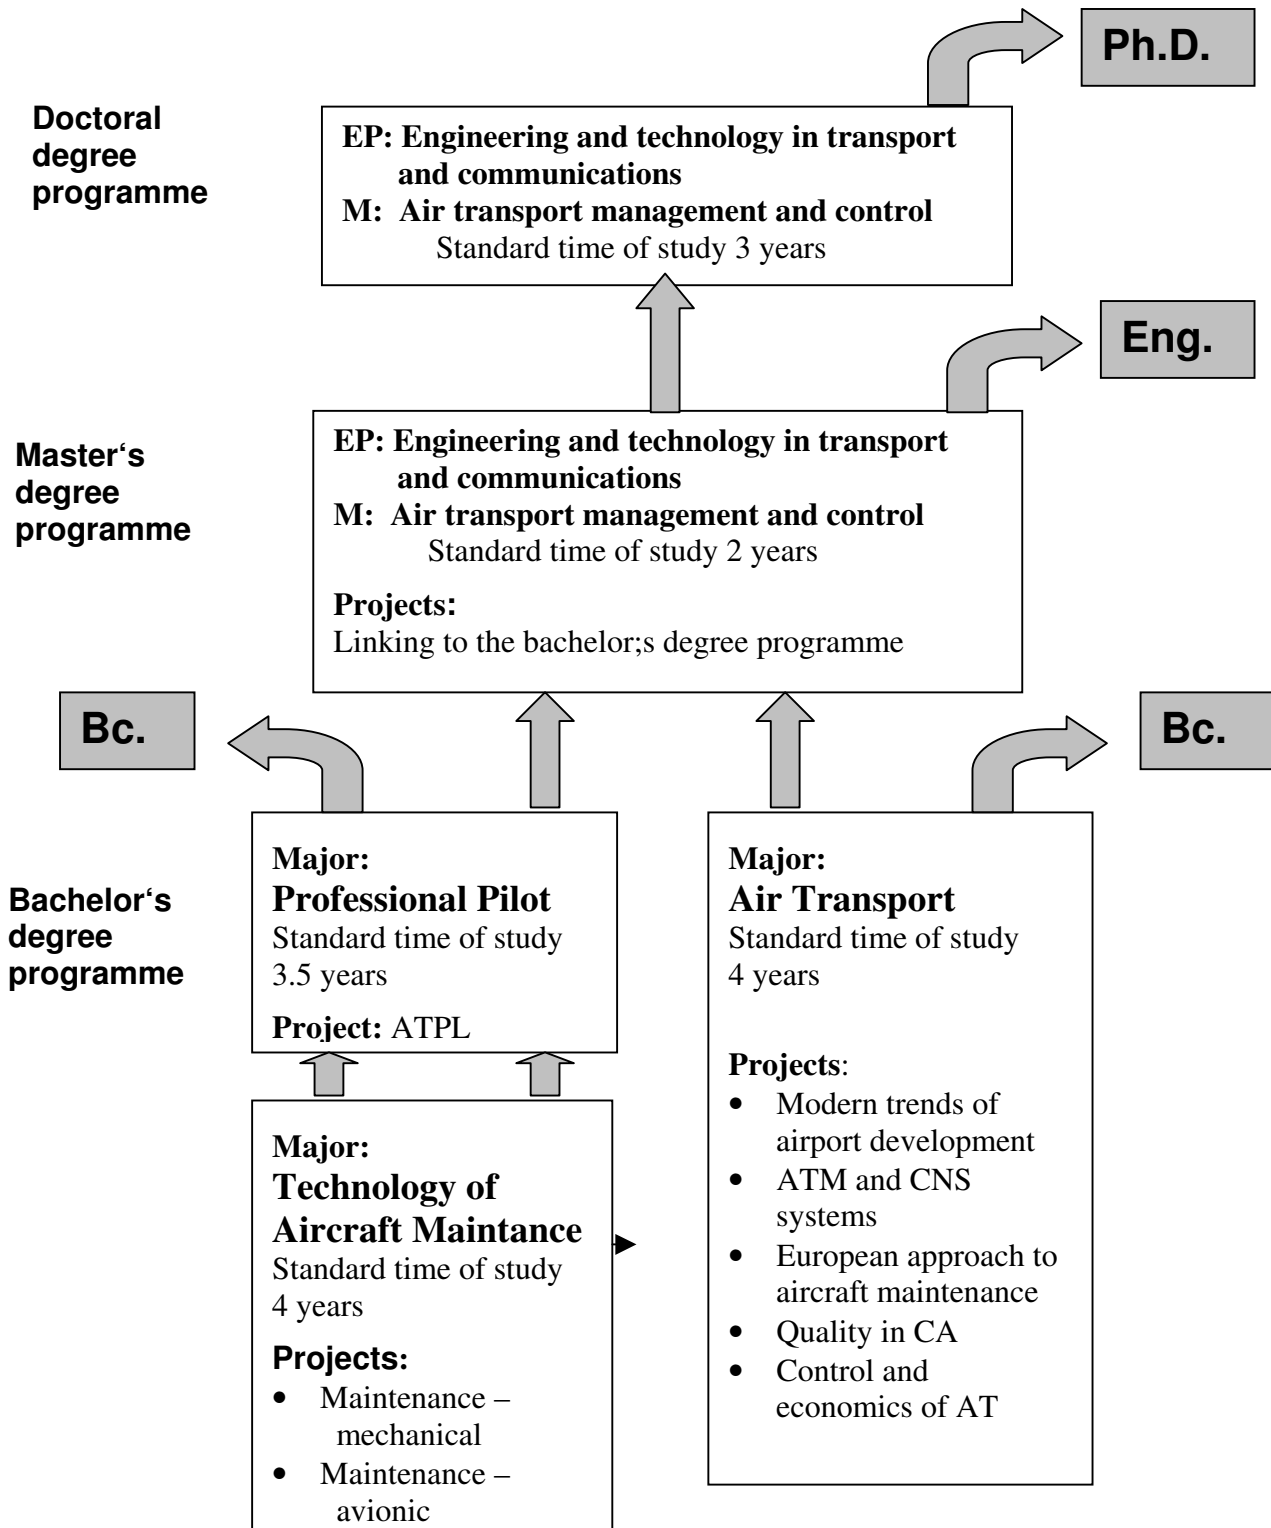 Ph.D.
Doctoral
degree
programme
EP: Engineering and technology in transport
and communications
M: Air transport management and control
Standard time of study 3 years
Eng.
Master‘s
degree
programme
EP: Engineering and technology in transport
and communications
M: Air transport management and control
Standard time of study 2 years
Projects:
Linking to the bachelor;s degree programme
Bc.
Bc.
Bachelor‘s
degree
programme
Major:
Professional Pilot
Standard time of study
3.5 years
Project: ATPL
Major:
Technology of
Aircraft Maintance
Standard time of study
4 years
Projects:
• Maintenance –
mechanical
• Maintenance –
avionic
Major:
Air Transport
Standard time of study
4 years
Projects:
• Modern trends of
airport development
• ATM and CNS
systems
• European approach to
aircraft maintenance
• Quality in CA
• Control and
economics of AT